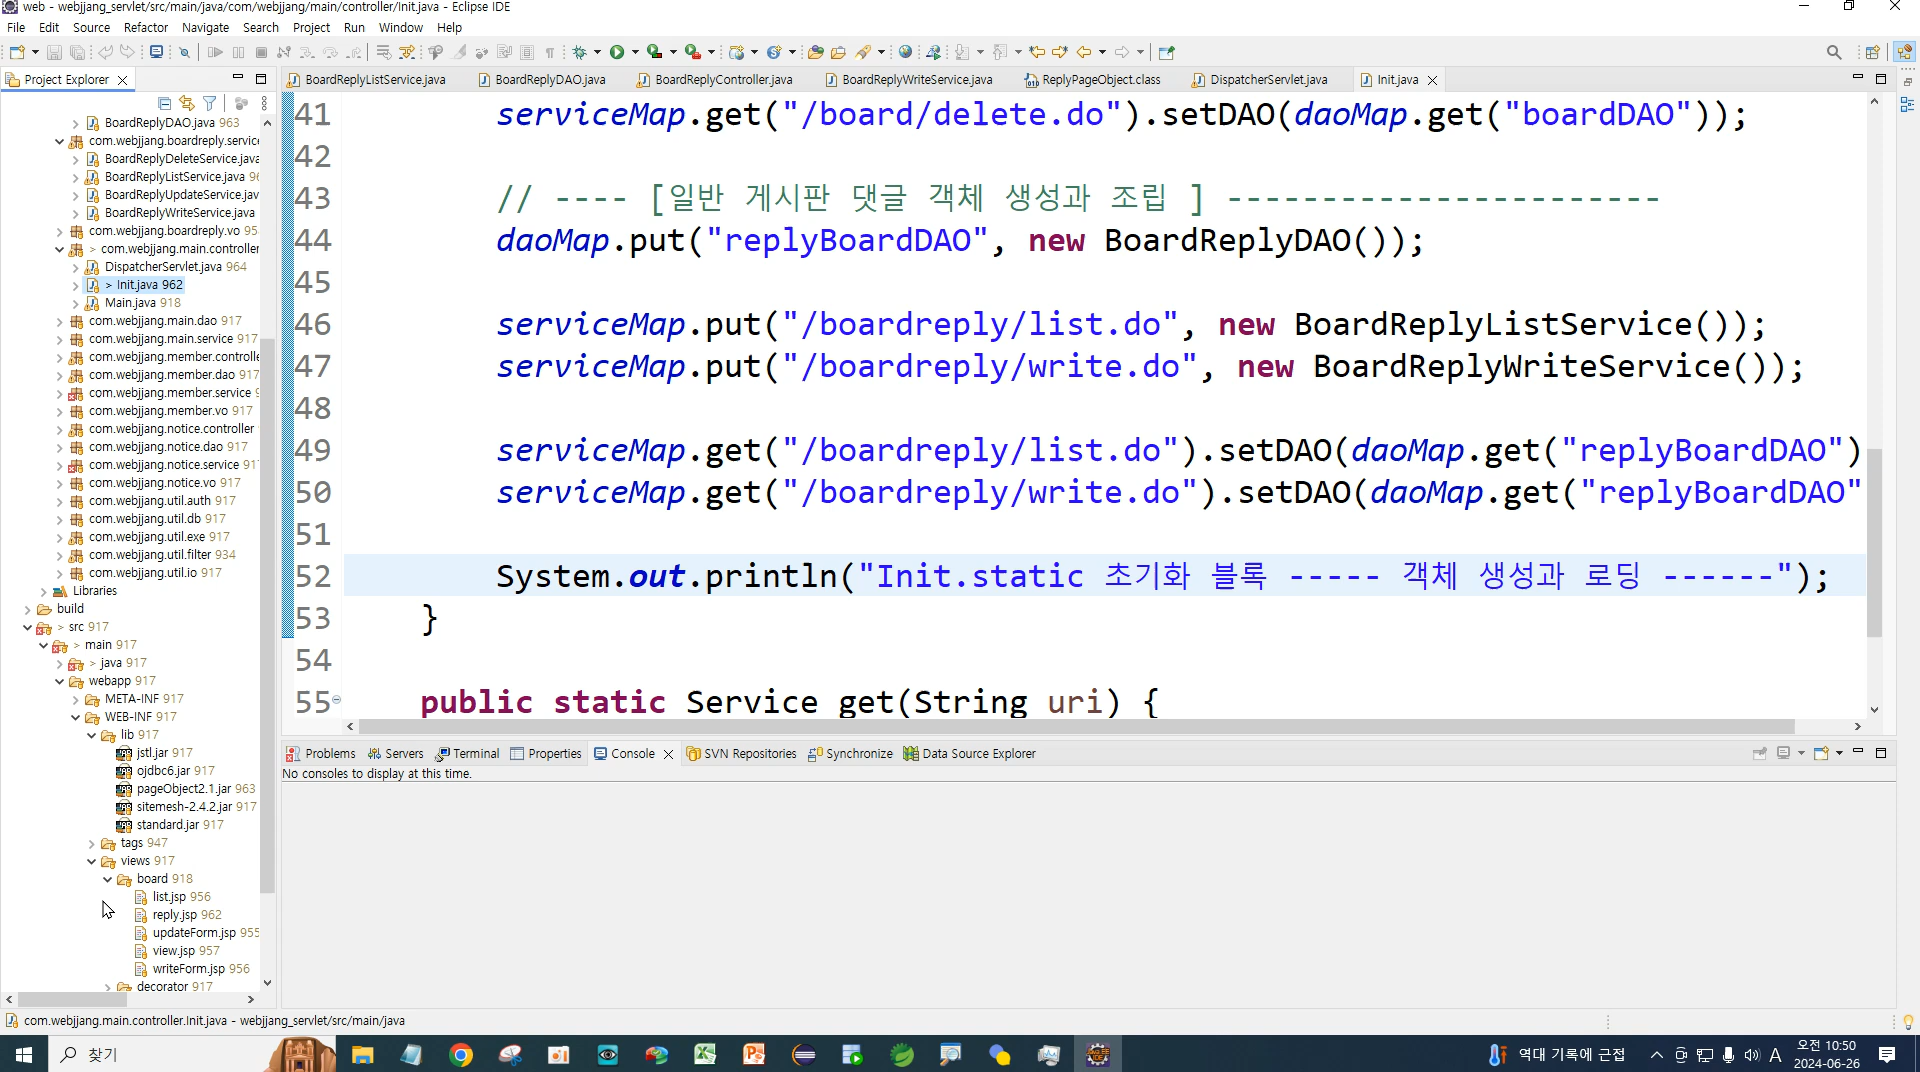 web - webjjang_servlet/src/main/java/com/webjjang/main/controller/Init.java - Eclipse IDE
File Edit Source Refactor Navigate Search Project Run Window Help
Project Explorer
BoardReplyListService.java BoardReplyDAO.java BoardReplyController.java BoardReplyWriteService.java ReplyPageObject.class DispatcherServlet.java Init.java
BoardReplyDAO.java 963
com.webjjang.boardreply.service
BoardReplyDeleteService.java
BoardReplyListService.java 96
BoardReplyUpdateService.jav
BoardReplyWriteService.java
com.webjjang.boardreply.vo 95
> com.webjjang.main.controller
DispatcherServlet.java 964
> Init.java 962
Main.java 918
com.webjjang.main.dao 917
com.webjjang.main.service 917
com.webjjang.member.controlle
com.webjjang.member.dao 917
com.webjjang.member.service 9
com.webjjang.member.vo 917
com.webjjang.notice.controller
com.webjjang.notice.dao 917
com.webjjang.notice.service 91
com.webjjang.notice.vo 917
com.webjjang.util.auth 917
com.webjjang.util.db 917
com.webjjang.util.exe 917
com.webjjang.util.filter 934
com.webjjang.util.io 917
Libraries
build
> src 917
> main 917
> java 917
webapp 917
META-INF 917
WEB-INF 917
lib 917
jstl.jar 917
ojdbc6.jar 917
pageObject2.1.jar 963
sitemesh-2.4.2.jar 917
standard.jar 917
tags 947
views 917
board 918
list.jsp 956
reply.jsp 962
updateForm.jsp 955
view.jsp 957
writeForm.jsp 956
decorator 917
41 serviceMap.get("/board/delete.do").setDAO(daoMap.get("boardDAO"));
42
43 // ---- [일반 게시판 댓글 객체 생성과 조립 ] -----------------------
44 daoMap.put("replyBoardDAO", new BoardReplyDAO());
45
46 serviceMap.put("/boardreply/list.do", new BoardReplyListService());
47 serviceMap.put("/boardreply/write.do", new BoardReplyWriteService());
48
49 serviceMap.get("/boardreply/list.do").setDAO(daoMap.get("replyBoardDAO")
50 serviceMap.get("/boardreply/write.do").setDAO(daoMap.get("replyBoardDAO"
51
52 System.out.println("Init.static 초기화 블록 ----- 객체 생성과 로딩 ------");
53 }
54
55 public static Service get(String uri) {
Problems Servers Terminal Properties Console SVN Repositories Synchronize Data Source Explorer
No consoles to display at this time.
com.webjjang.main.controller.Init.java - webjjang_servlet/src/main/java
찾기
역대 기록에 근접
A
오전 10:50
2024-06-26